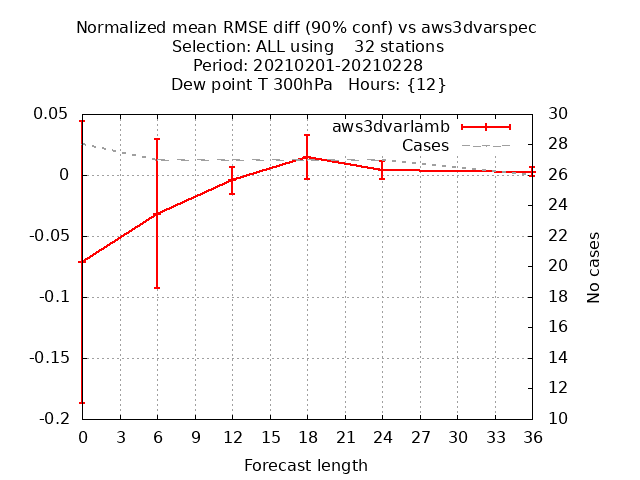 Normalized mean RMSE diff (90% conf) vs aws3dvarspec
Selection: ALL using    32 stations
Period: 20210201-20210228
Dew point T 300hPa   Hours: {12}
aws3dvarlamb
Cases
0.05
0
-0.05
-0.1
-0.15
-0.2
30
28
26
24
22
20
18
16
14
12
10
No cases
0 3 6 9 12 15 18 21 24 27 30 33 36
Forecast length